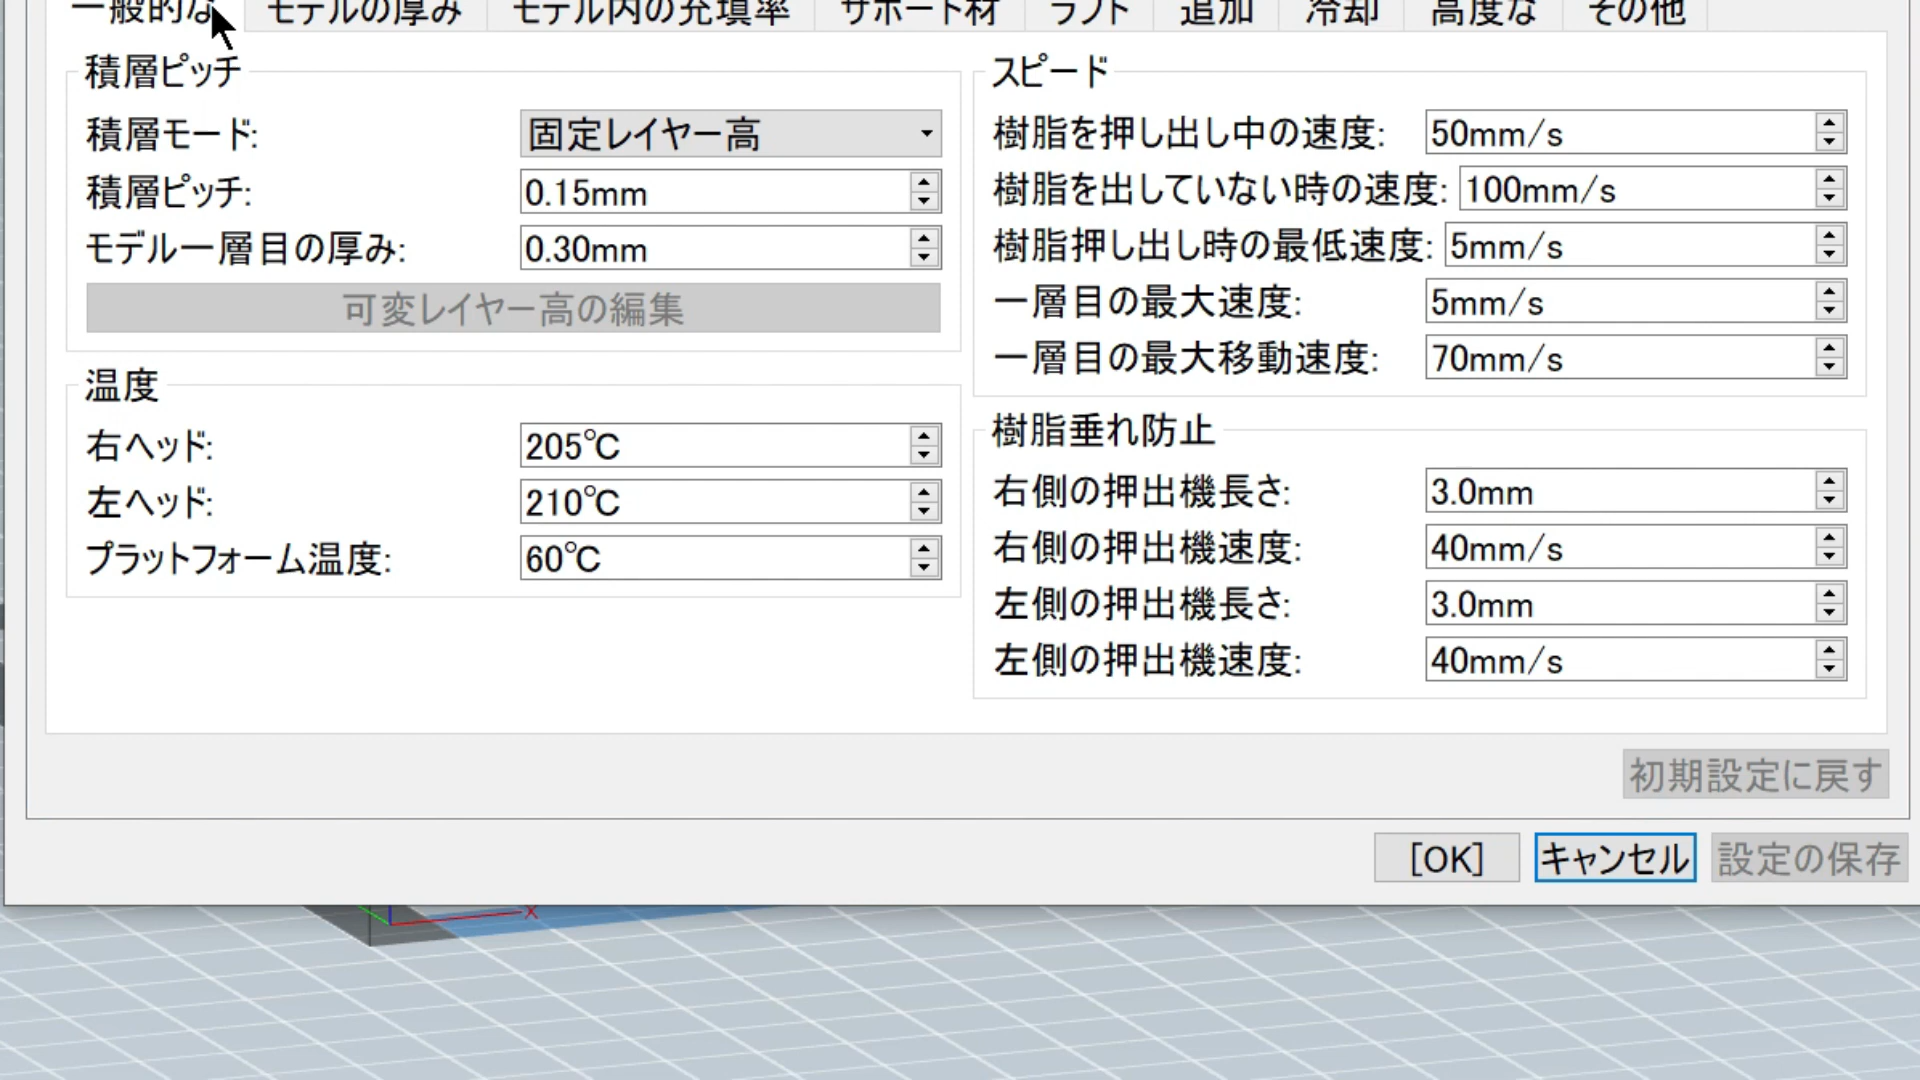 一般的な モデルの厚み モデル内の充填率 サポート材 ラフト 追加 冷却 高度な その他
積層ピッチ
積層モード: 固定レイヤー高
積層ピッチ: 0.15mm
モデル一層目の厚み: 0.30mm
可変レイヤー高の編集
温度
右ヘッド: 205℃
左ヘッド: 210℃
プラットフォーム温度: 60℃
スピード
樹脂を押し出し中の速度: 50mm/s
樹脂を出していない時の速度: 100mm/s
樹脂押し出し時の最低速度: 5mm/s
一層目の最大速度: 5mm/s
一層目の最大移動速度: 70mm/s
樹脂垂れ防止
右側の押出機長さ: 3.0mm
右側の押出機速度: 40mm/s
左側の押出機長さ: 3.0mm
左側の押出機速度: 40mm/s
初期設定に戻す
[OK] キャンセル 設定の保存
X